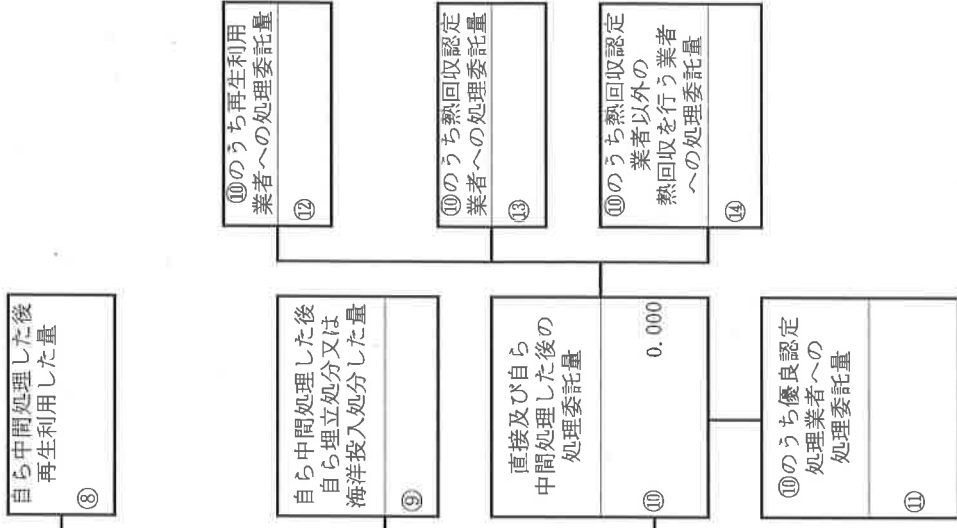 自ら中間処理した後
再生利用した量
⑧
自ら中間処理した後
自ら埋立処分又は
海洋投入処分した量
⑨
直接及び自ら
中間処理した後の
処理委託量
⑩
0.000
⑩のうち優良認定
処理業者への
処理委託量
⑪
⑩のうち再生利用
業者への処理委託量
⑫
⑩のうち熱回収認定
業者への処理委託量
⑬
⑩のうち熱回収認定
業者以外の
熱回収を行う業者
への処理委託量
⑭